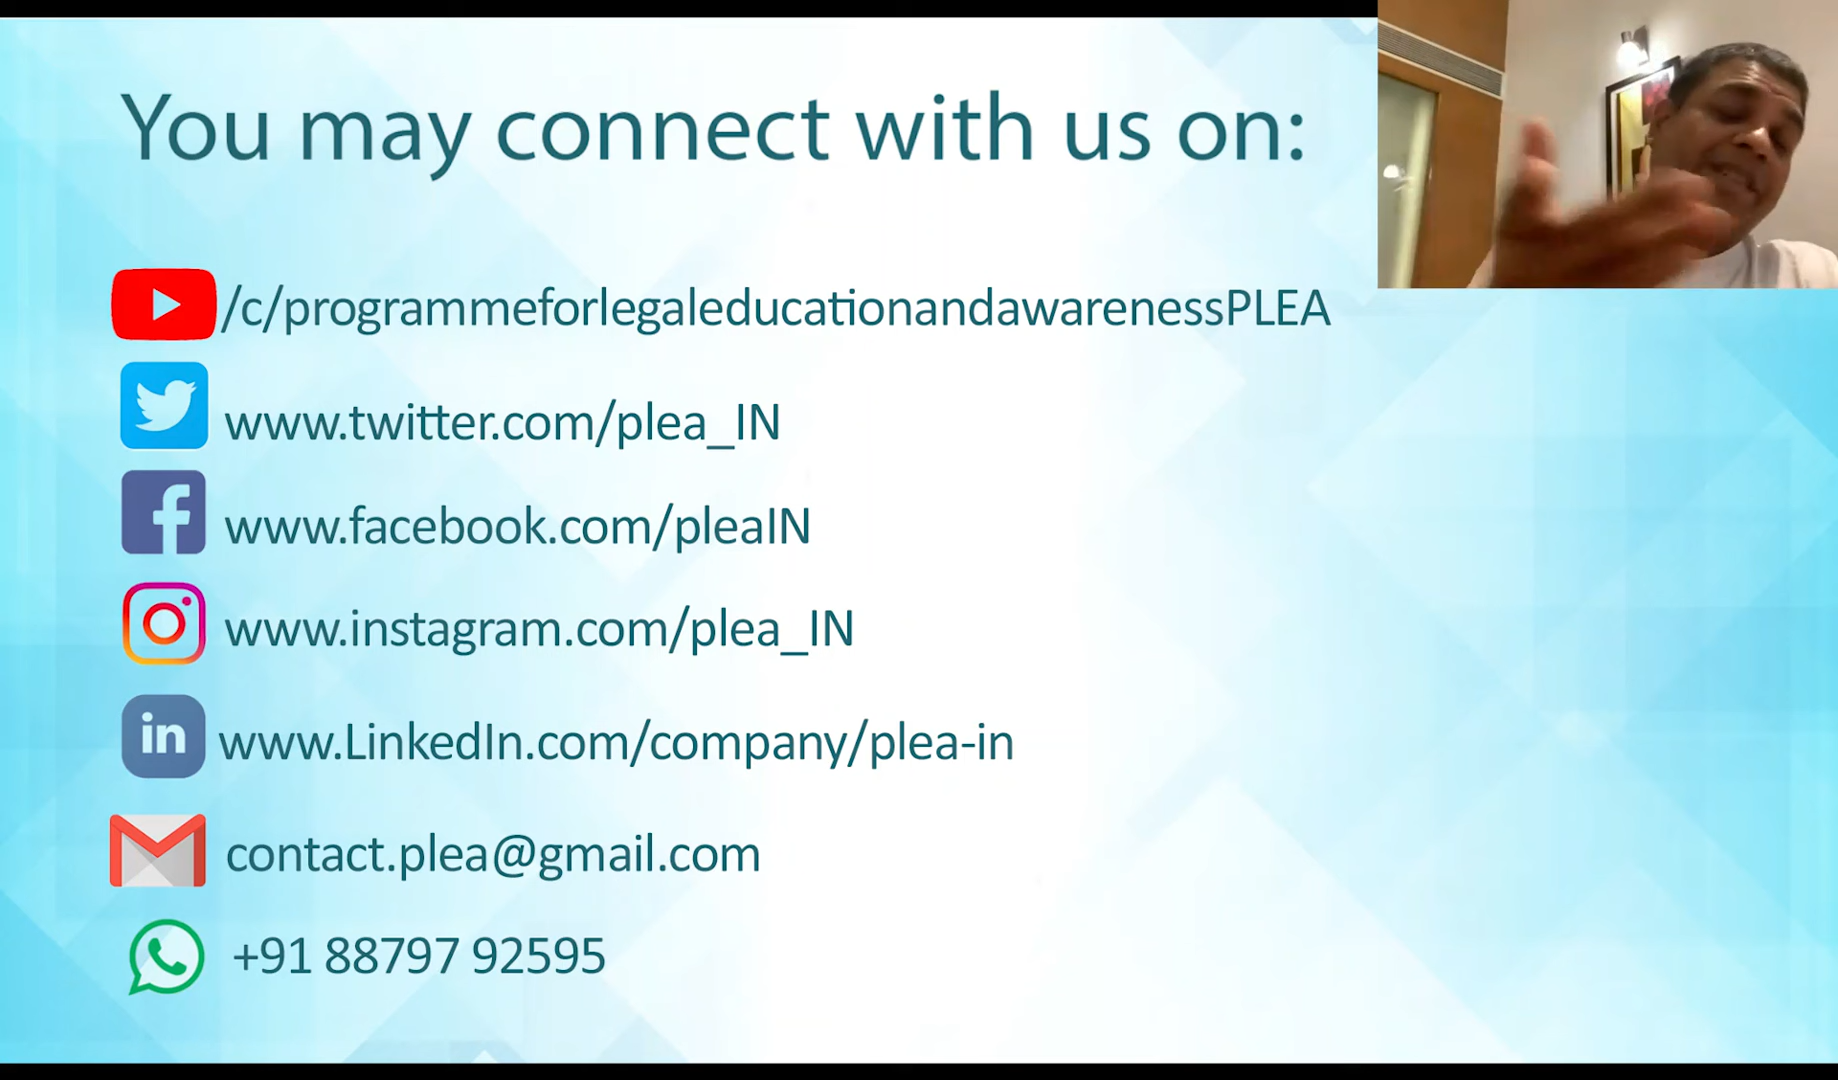 You may connect with us on:
/c/programmeforlegaleducationandawarenessPLEA
www.twitter.com/plea_IN
www.facebook.com/pleaIN
www.instagram.com/plea_IN
in www.LinkedIn.com/company/plea-in
contact.plea@gmail.com
+91 88797 92595